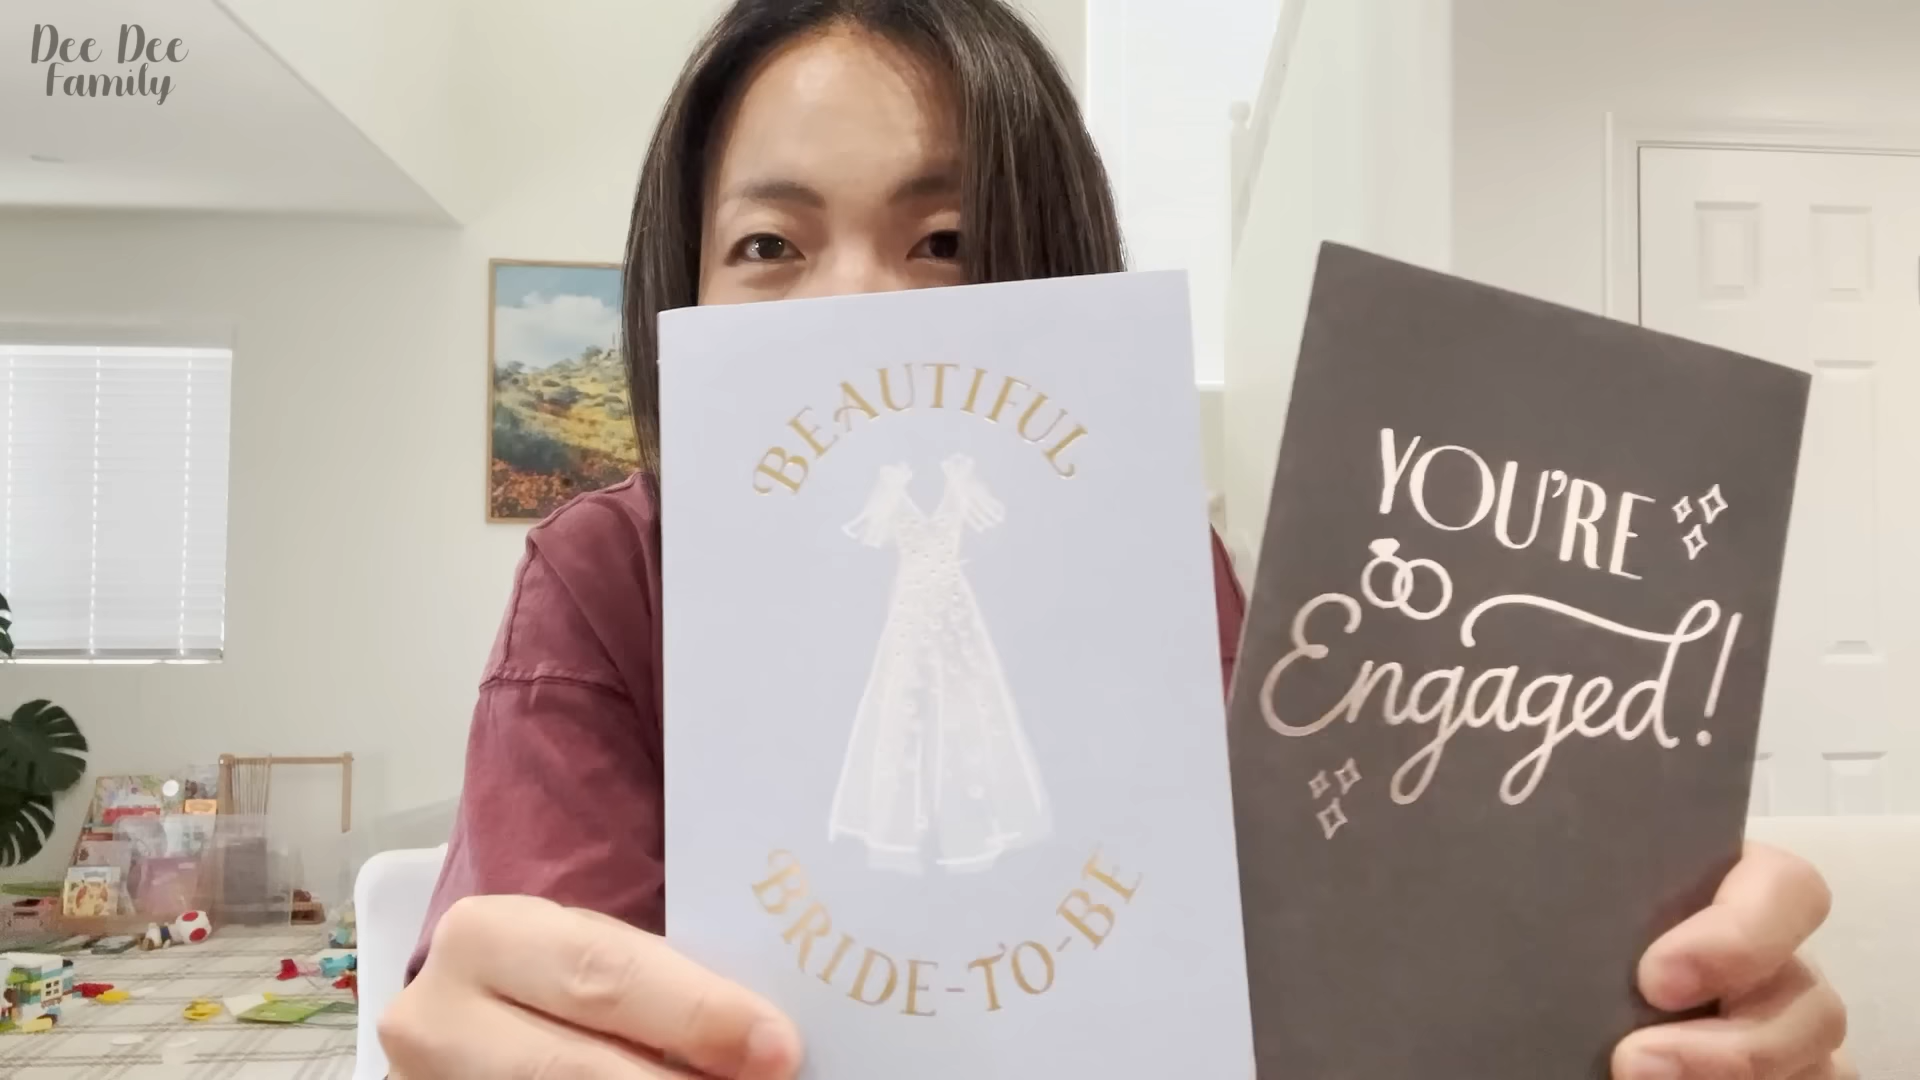 Dee Dee
Family
BEAUTIFUL
BRIDE-TO-BE
YOU'RE
Engaged!